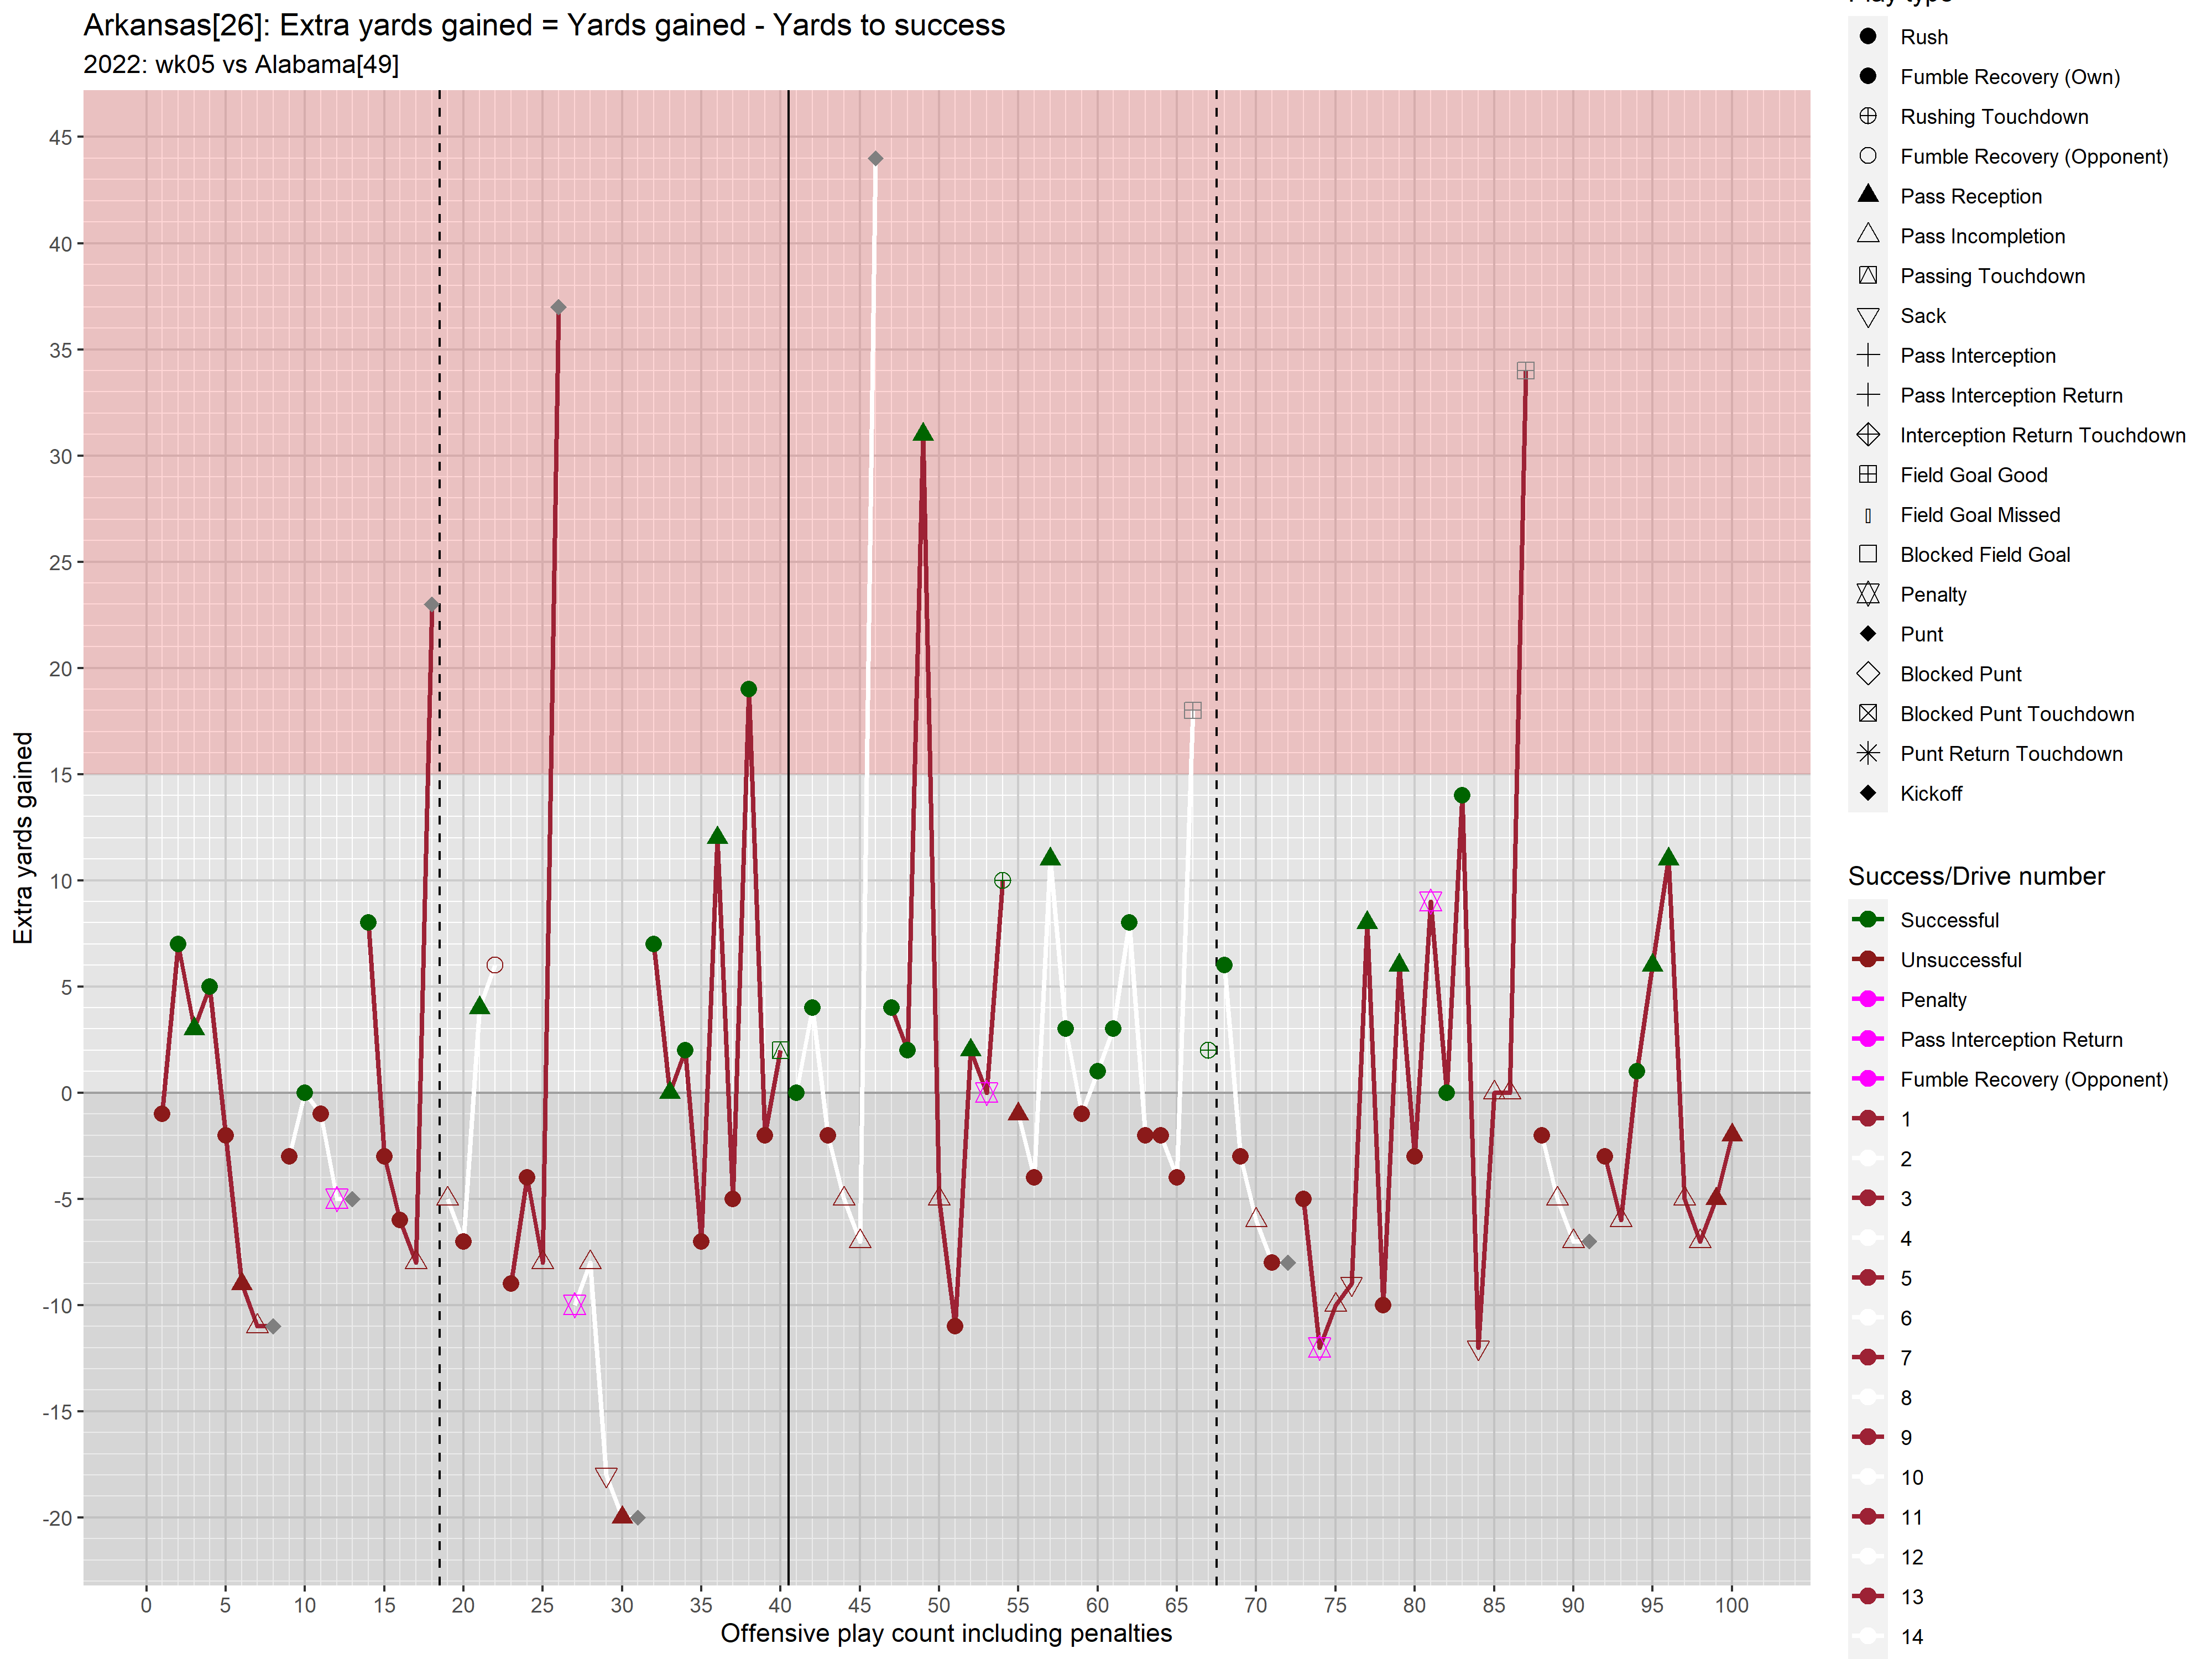 Arkansas[26]: Extra yards gained = Yards gained - Yards to success
2022: wk05 vs Alabama[49]
45
40
35
30
25
20
15
10
5
0
-5
-10
-15
-20
Extra yards gained
0 5 10 15 20 25 30 35 40 45 50 55 60 65 70 75 80 85 90 95 100
Offensive play count including penalties
Play type
Rush
Fumble Recovery (Own)
Rushing Touchdown
Fumble Recovery (Opponent)
Pass Reception
Pass Incompletion
Passing Touchdown
Sack
Pass Interception
Pass Interception Return
Interception Return Touchdown
Field Goal Good
Field Goal Missed
Blocked Field Goal
Penalty
Punt
Blocked Punt
Blocked Punt Touchdown
Punt Return Touchdown
Kickoff
Success/Drive number
Successful
Unsuccessful
Penalty
Pass Interception Return
Fumble Recovery (Opponent)
1
2
3
4
5
6
7
8
9
10
11
12
13
14